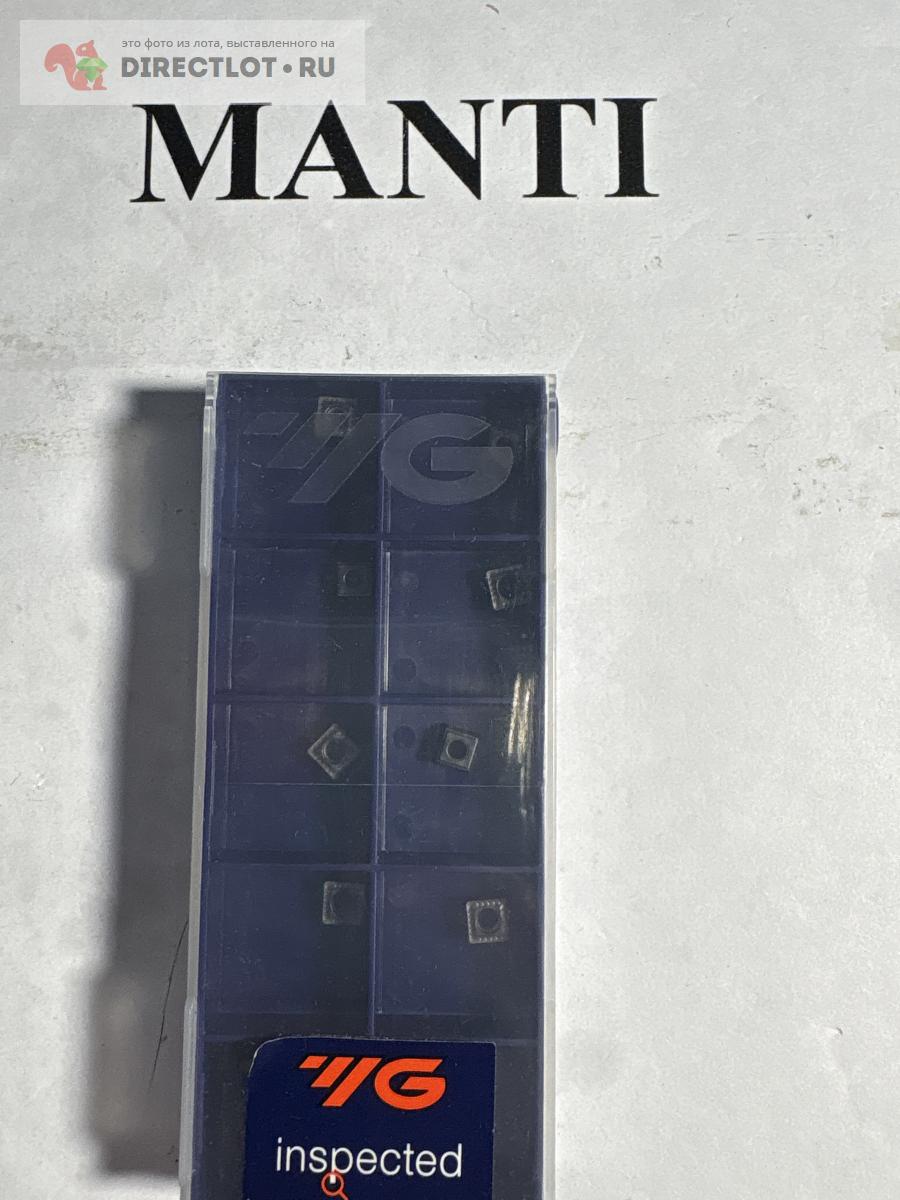 это фото из лота, выставленного на
DIRECTLOT•RU
MANTI
YG
YG
inspected